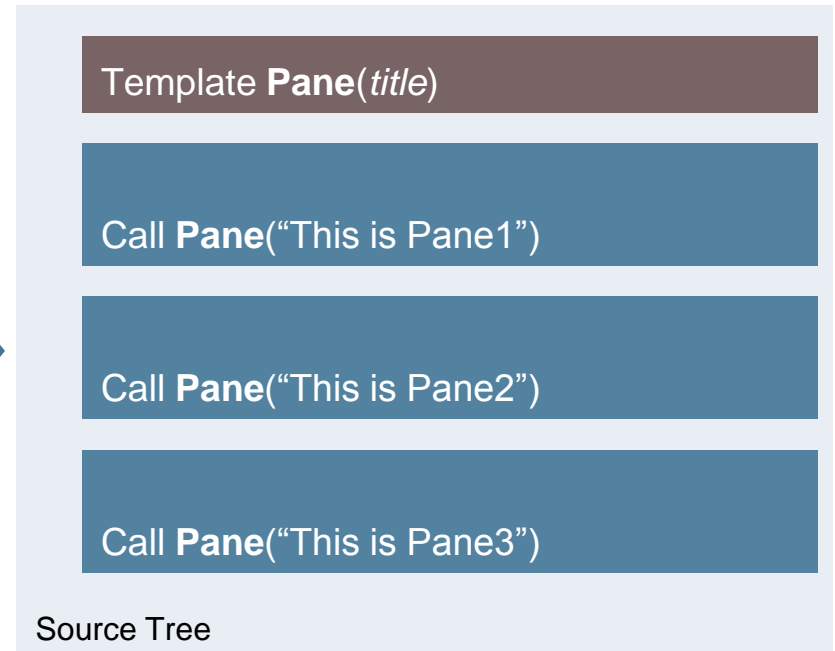 Template Pane(title)
Call Pane(“This is Pane1”)
Call Pane(“This is Pane2”)
Call Pane(“This is Pane3”)
Source Tree